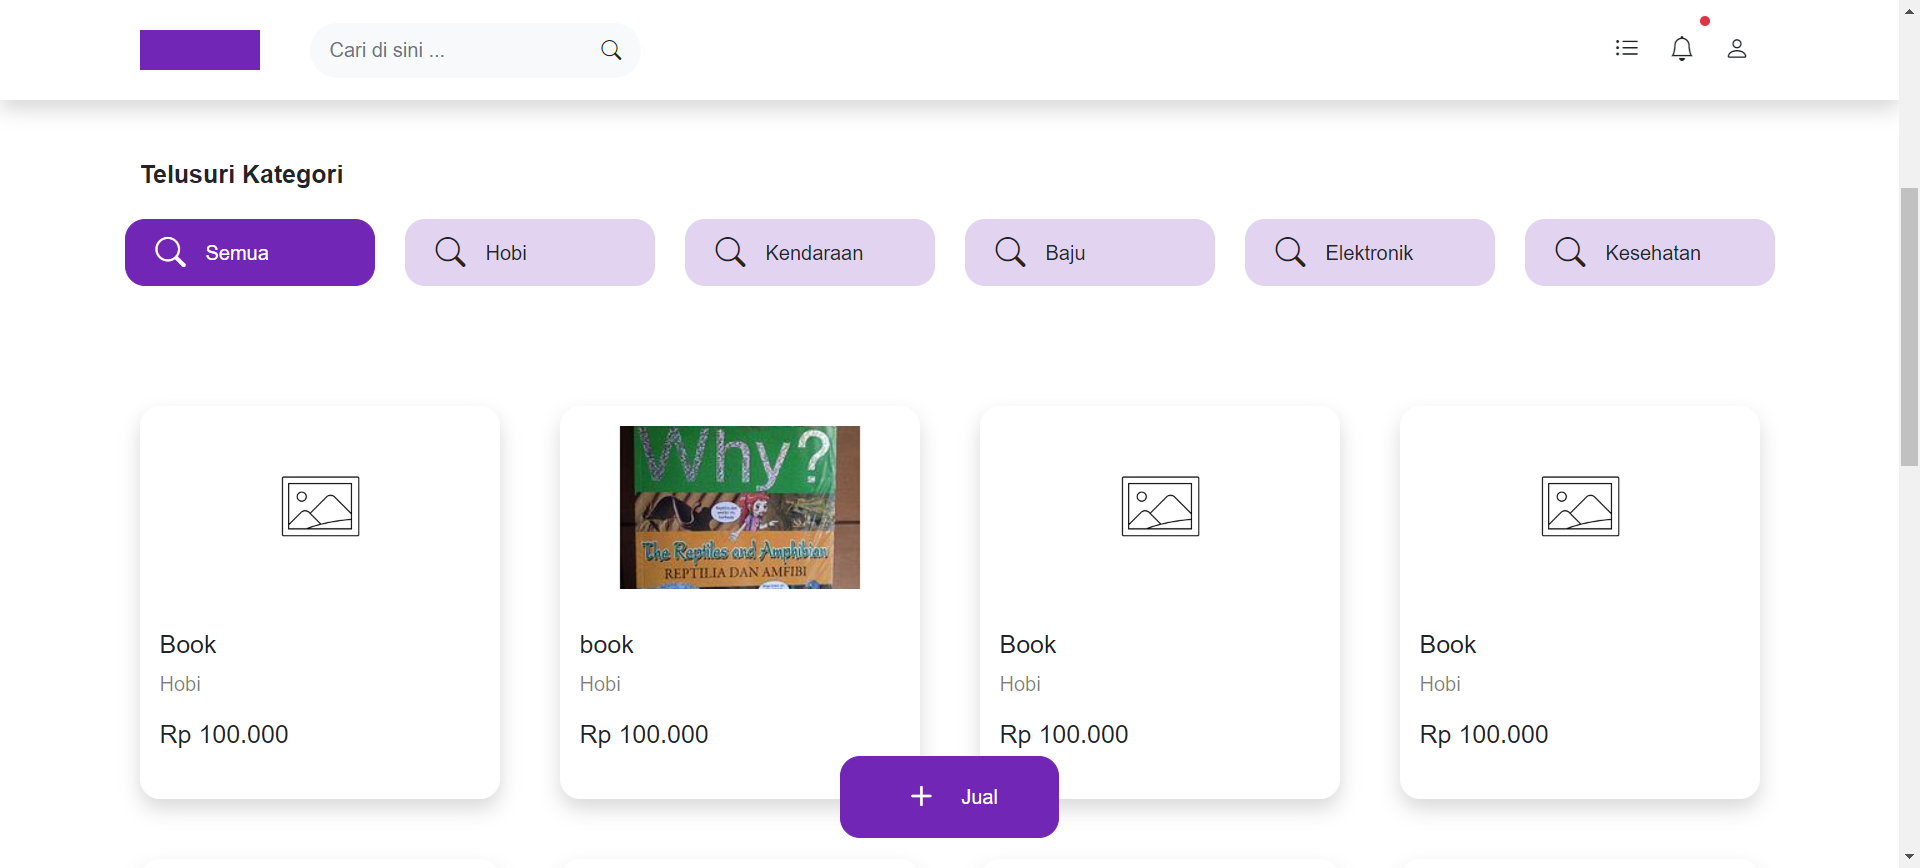 Cari di sini ...
Telusuri Kategori
Semua
Hobi
Kendaraan
Baju
Elektronik
Kesehatan
Why?
The Reptiles and Amphibian
REPTILIA DAN AMFIBI
Book
Hobi
Rp 100.000
book
Hobi
Rp 100.000
Book
Hobi
Rp 100.000
Book
Hobi
Rp 100.000
+ Jual